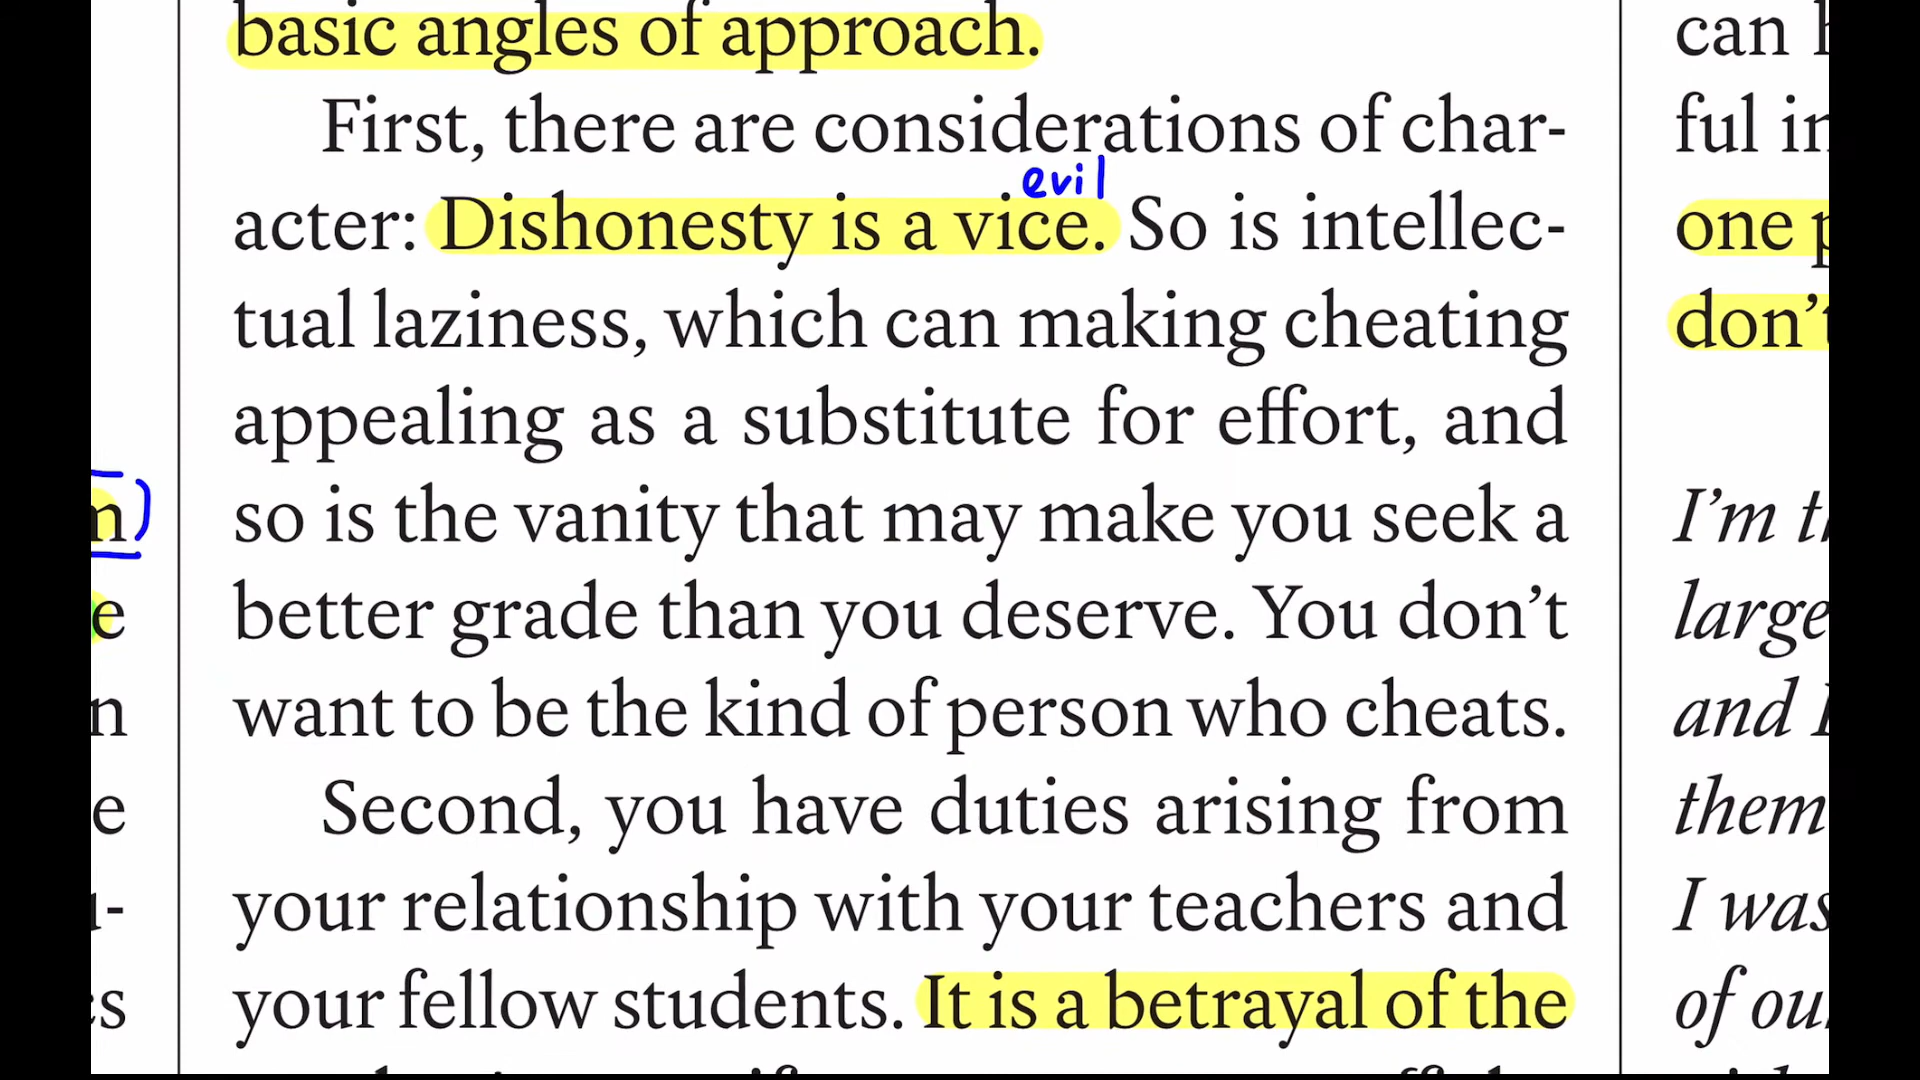 basic angles of approach.
First, there are considerations of char-
evil
acter: Dishonesty is a vice. So is intellec-
tual laziness, which can making cheating
appealing as a substitute for effort, and
so is the vanity that may make you seek a
better grade than you deserve. You don't
want to be the kind of person who cheats.
Second, you have duties arising from
your relationship with your teachers and
your fellow students. It is a betrayal of the
can
ful
one
don't
I'm
large
and I
them
I was
of